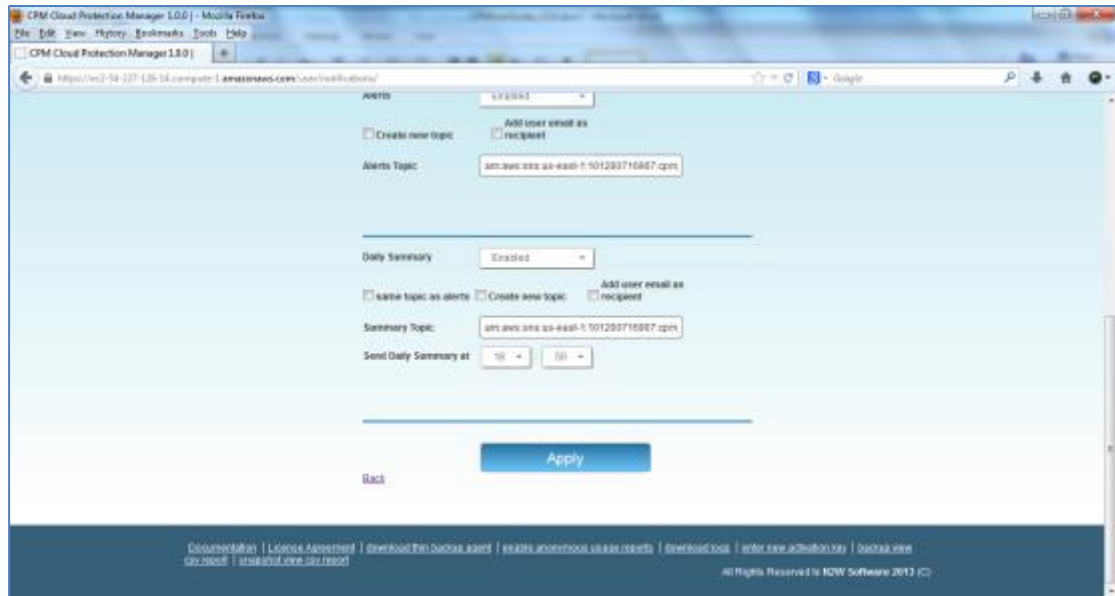 CPM Cloud Protection Manager 1.0.0 | - Mozilla Firefox
File Edit View History Bookmarks Tools Help
CPM Cloud Protection Manager 1.0.0 |
amazonaws.com/user/notifications/
Google
Alerts Enabled
Create new topic Add user email as recipient
Alerts Topic: arn:aws:sns:us-east-1:
Daily Summary Enabled
same topic as alerts Create new topic Add user email as recipient
Summary Topic: arn:aws:sns:us-east-1:
Send Daily Summary at 18
Apply
Back
Documentation | License Agreement | download thin backup agent | enable anonymous usage reports | download logs | enter new activation key | backup view
csv report | snapshot view csv report
All Rights Reserved to N2W Software 2013 (C)